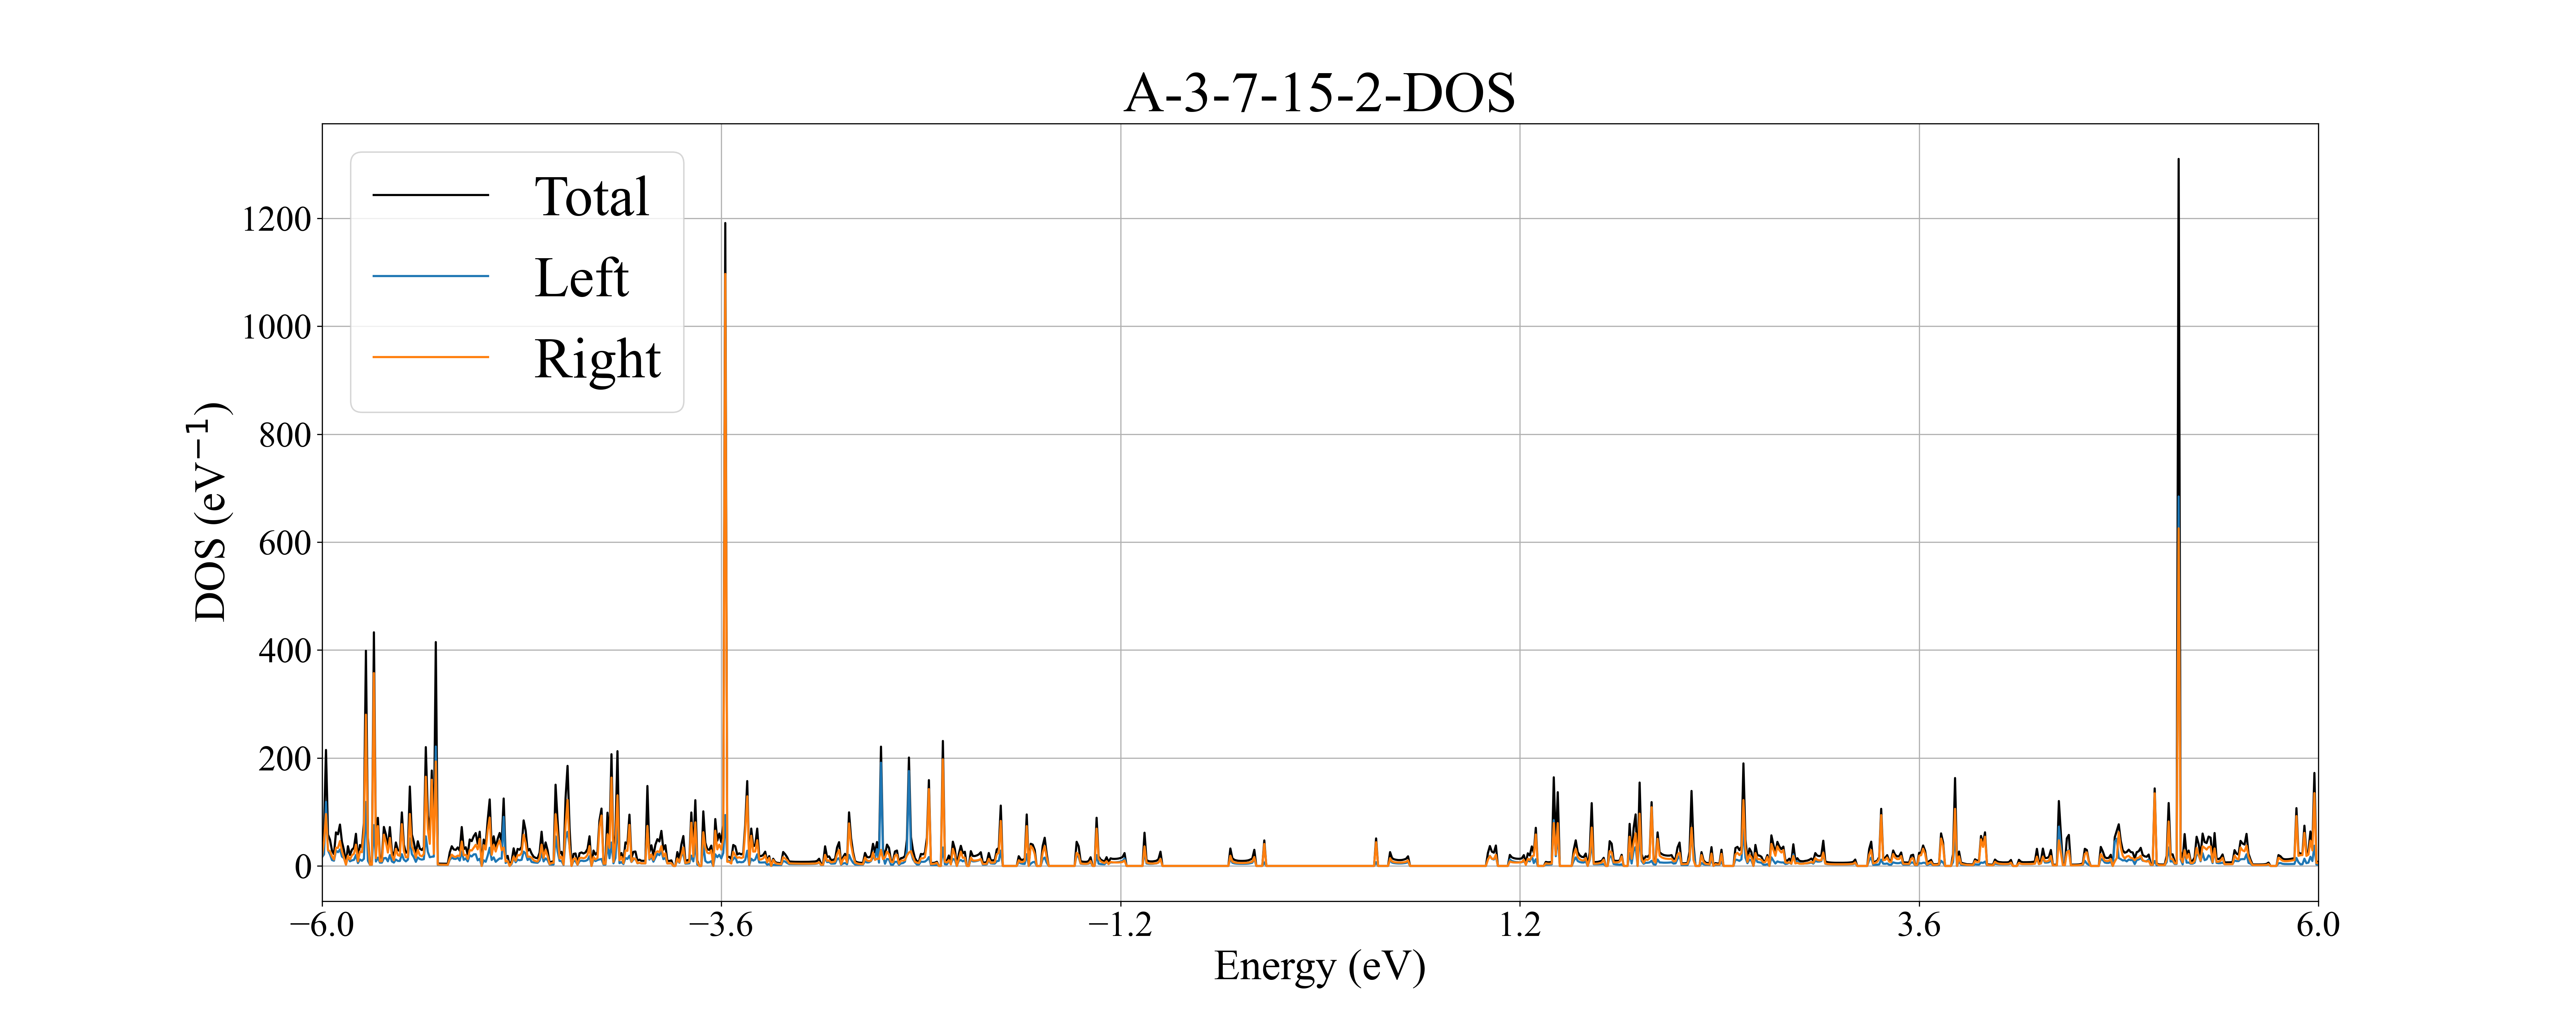 A-3-7-15-2-DOS
Total
Left
Right
1200
1000
800
600
400
200
0
DOS (eV⁻¹)
−6.0 −3.6 −1.2 1.2 3.6 6.0
Energy (eV)